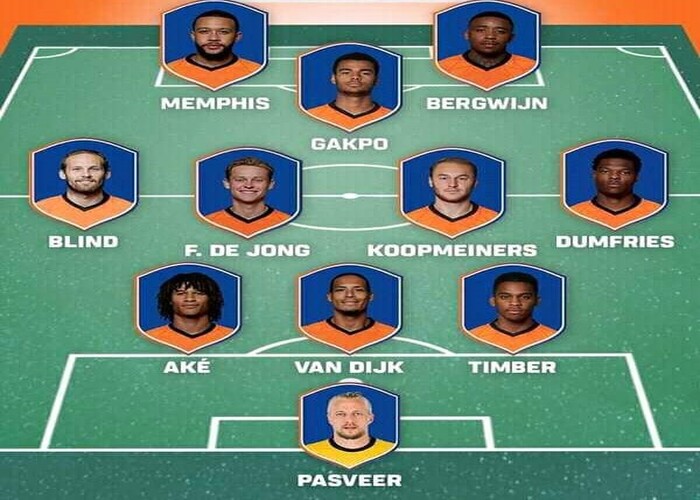 MEMPHIS
BERGWIJN
GAKPO
BLIND
F. DE JONG
KOOPMEINERS
DUMFRIES
AKÉ
VAN DIJK
TIMBER
PASVEER